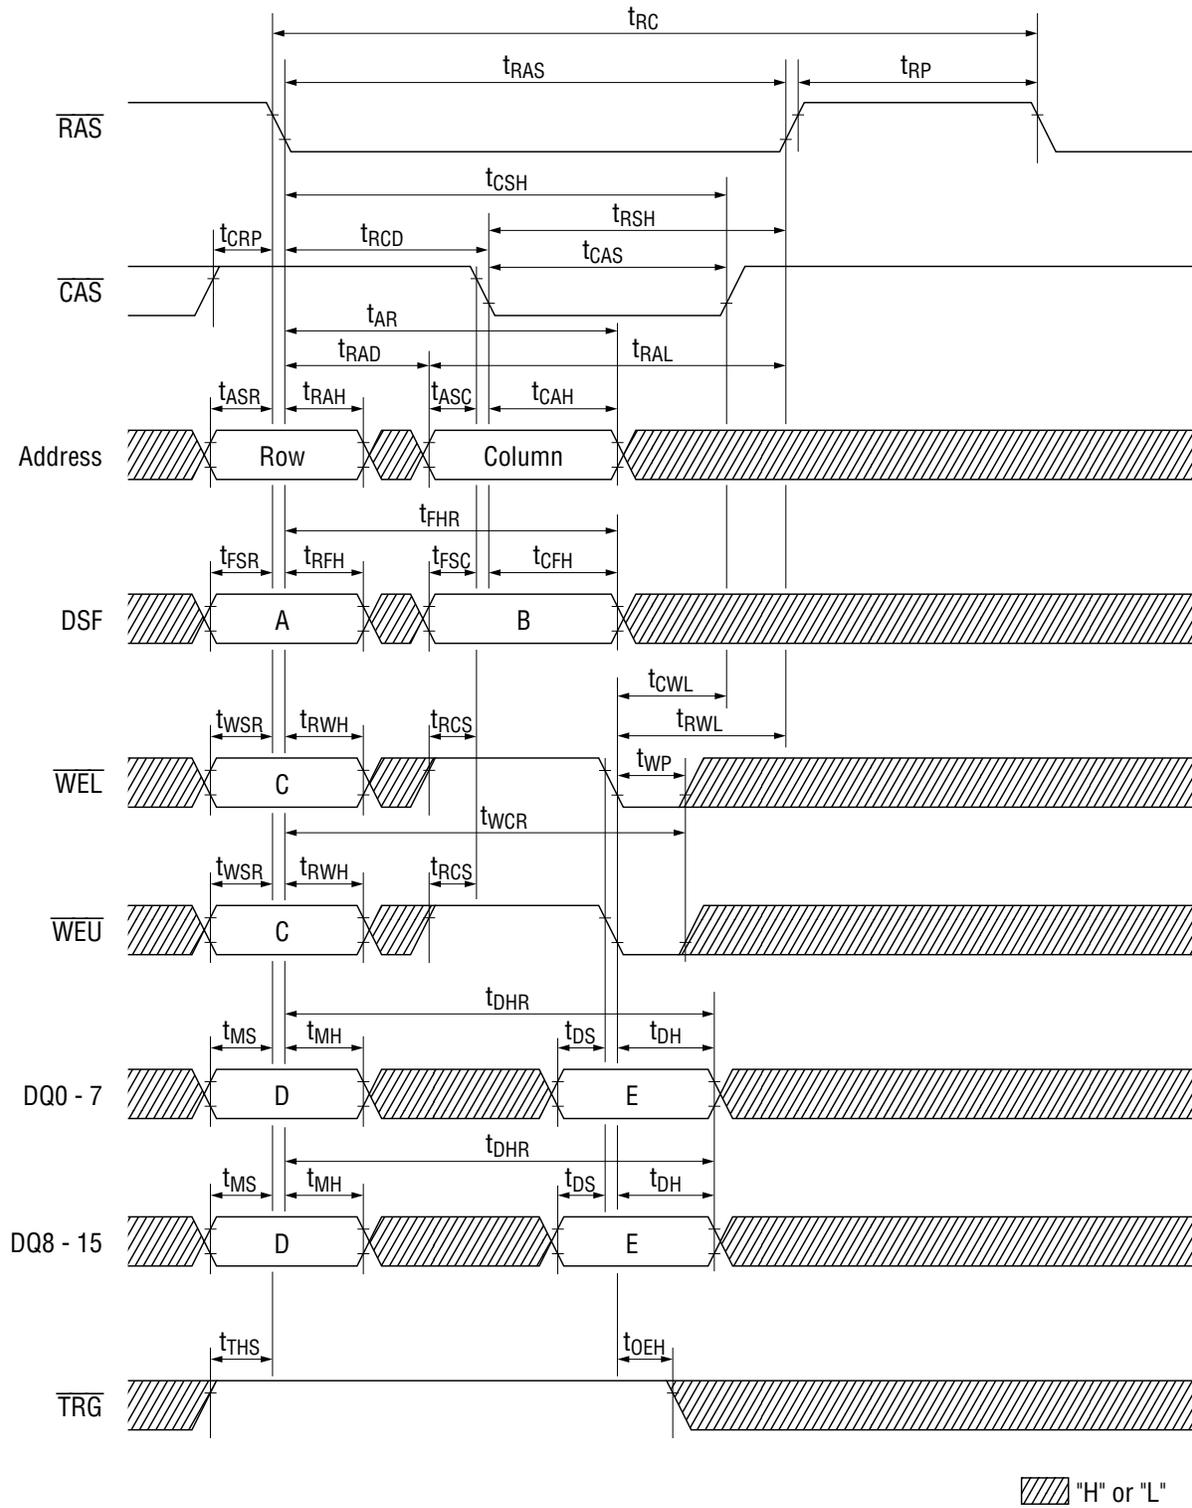 tRC
tRAS tRP
RAS
tCSH
tRSH
tCRP tRCD tCAS
CAS
tAR
tRAD tRAL
tASR tRAH tASC tCAH
Address Row Column
tFHR
tFSR tRFH tFSC tCFH
DSF A B
tCWL
tRWL
tWSR tRWH tRCS tWP
WEL C
tWCR
tWSR tRWH tRCS
WEU C
tDHR
tMS tMH tDS tDH
DQ0 - 7 D E
tDHR
tMS tMH tDS tDH
DQ8 - 15 D E
tTHS tOEH
TRG
"H" or "L"